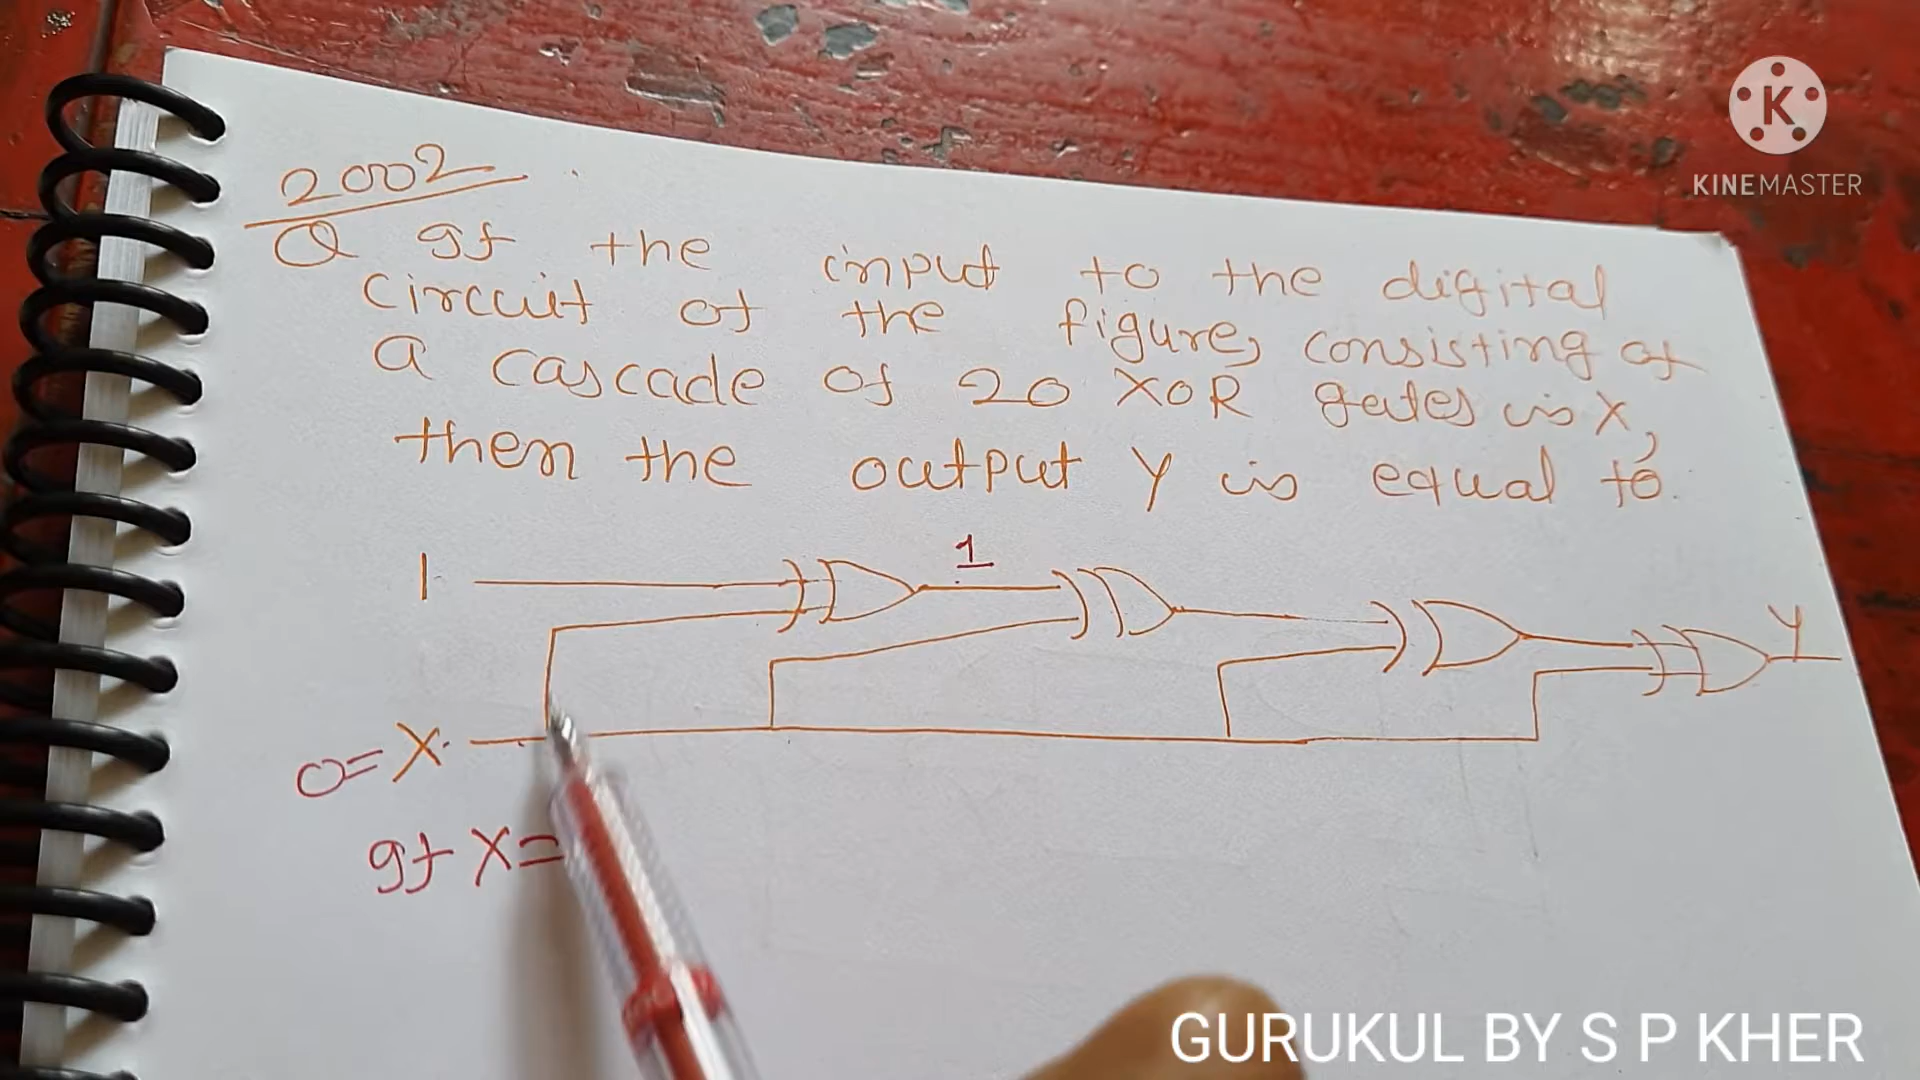 K
KINEMASTER
2002
Q If the input to the digital
circuit of the figure, consisting of
a cascade of 20 XOR gates is X,
then the output Y is equal to.
1
1
Y
0=X
If X=
GURUKUL BY S P KHER